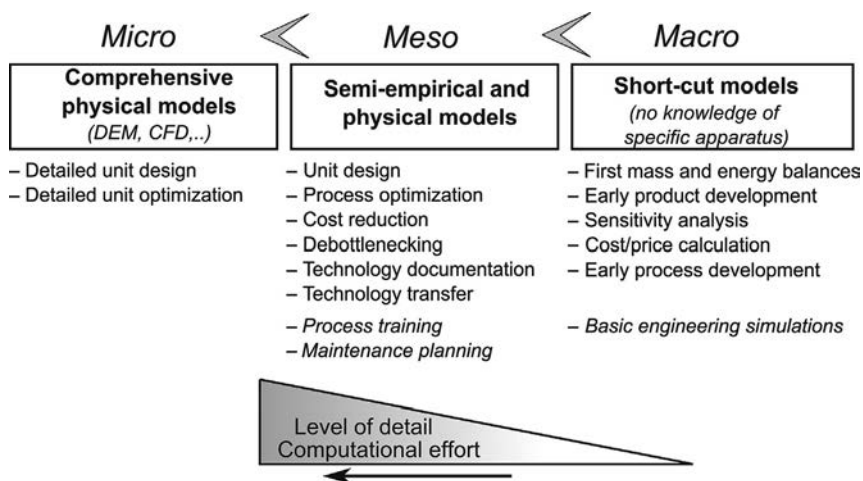 Micro
Meso
Macro
Comprehensive
physical models
(DEM, CFD,..)
– Detailed unit design
– Detailed unit optimization
Semi-empirical and
physical models
– Unit design
– Process optimization
– Cost reduction
– Debottlenecking
– Technology documentation
– Technology transfer
– Process training
– Maintenance planning
Short-cut models
(no knowledge of
specific apparatus)
– First mass and energy balances
– Early product development
– Sensitivity analysis
– Cost/price calculation
– Early process development
– Basic engineering simulations
Level of detail
Computational effort